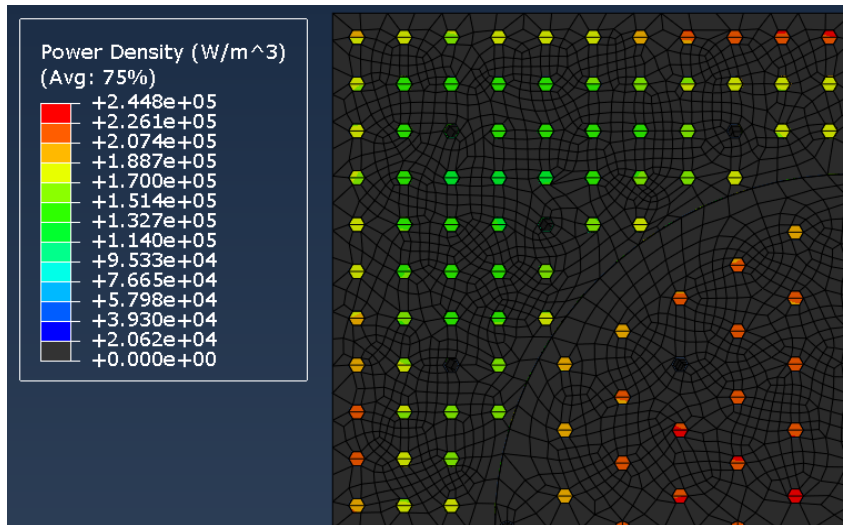 Power Density (W/m^3)
(Avg: 75%)
+2.448e+05
+2.261e+05
+2.074e+05
+1.887e+05
+1.700e+05
+1.514e+05
+1.327e+05
+1.140e+05
+9.533e+04
+7.665e+04
+5.798e+04
+3.930e+04
+2.062e+04
+0.000e+00